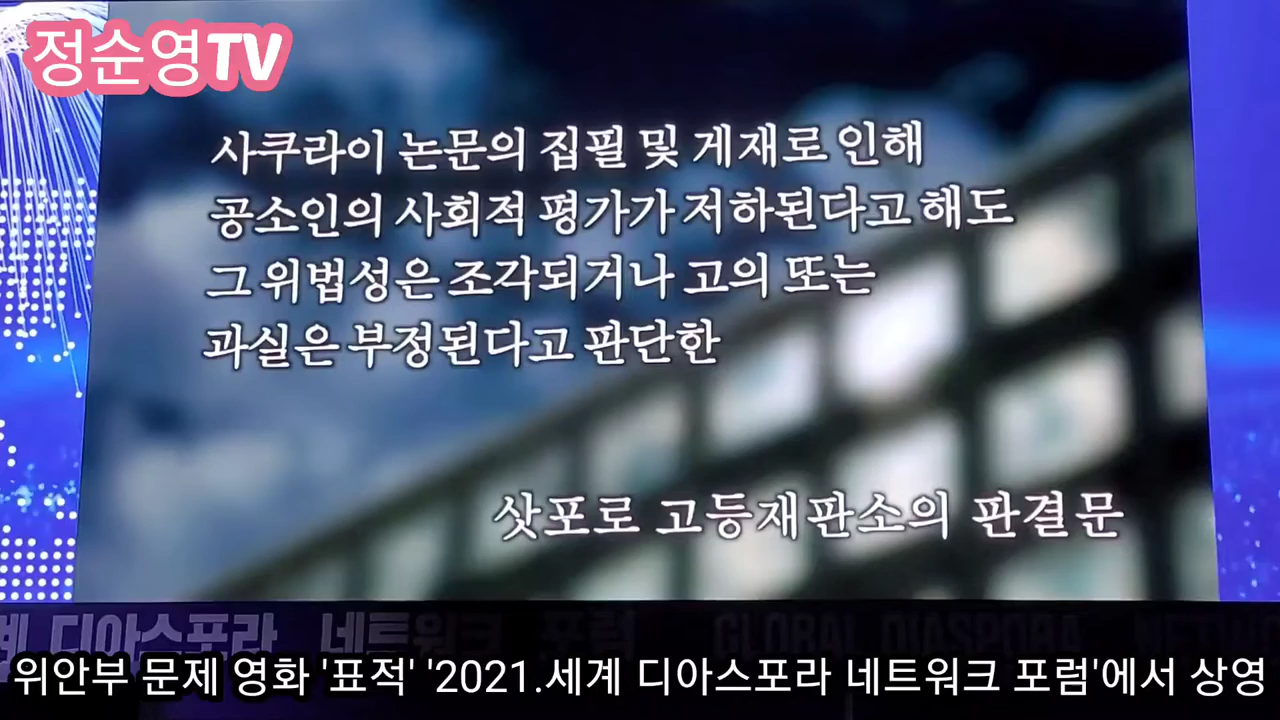 정순영TV
사쿠라이 논문의 집필 및 게재로 인해
공소인의 사회적 평가가 저하된다고 해도
그 위법성은 조각되거나 고의 또는
과실은 부정된다고 판단한
삿포로 고등재판소의 판결문
계 디아스포라 네트워크 포럼 GLOBAL DIASPORA
위안부 문제 영화 '표적' '2021.세계 디아스포라 네트워크 포럼'에서 상영